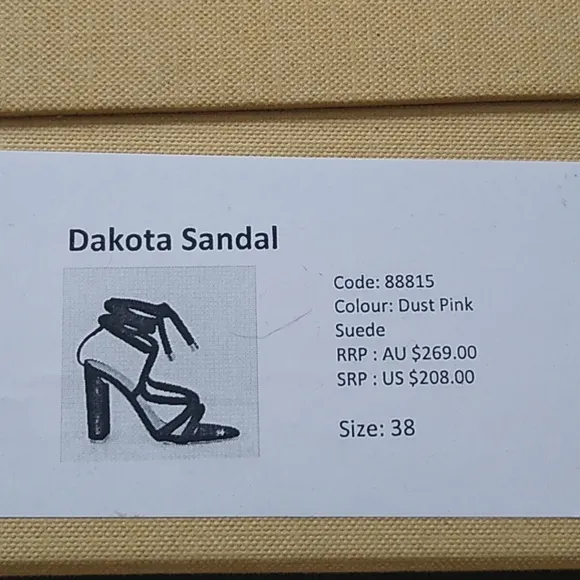 Dakota Sandal
Code: 88815
Colour: Dust Pink
Suede
RRP : AU $269.00
SRP : US $208.00
Size: 38